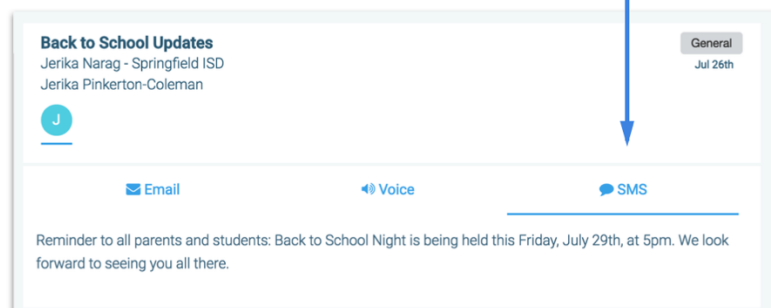 Back to School Updates
General
Jerika Narag - Springfield ISD
Jul 26th
Jerika Pinkerton-Coleman
J
Email
Voice
SMS
Reminder to all parents and students: Back to School Night is being held this Friday, July 29th, at 5pm. We look
forward to seeing you all there.